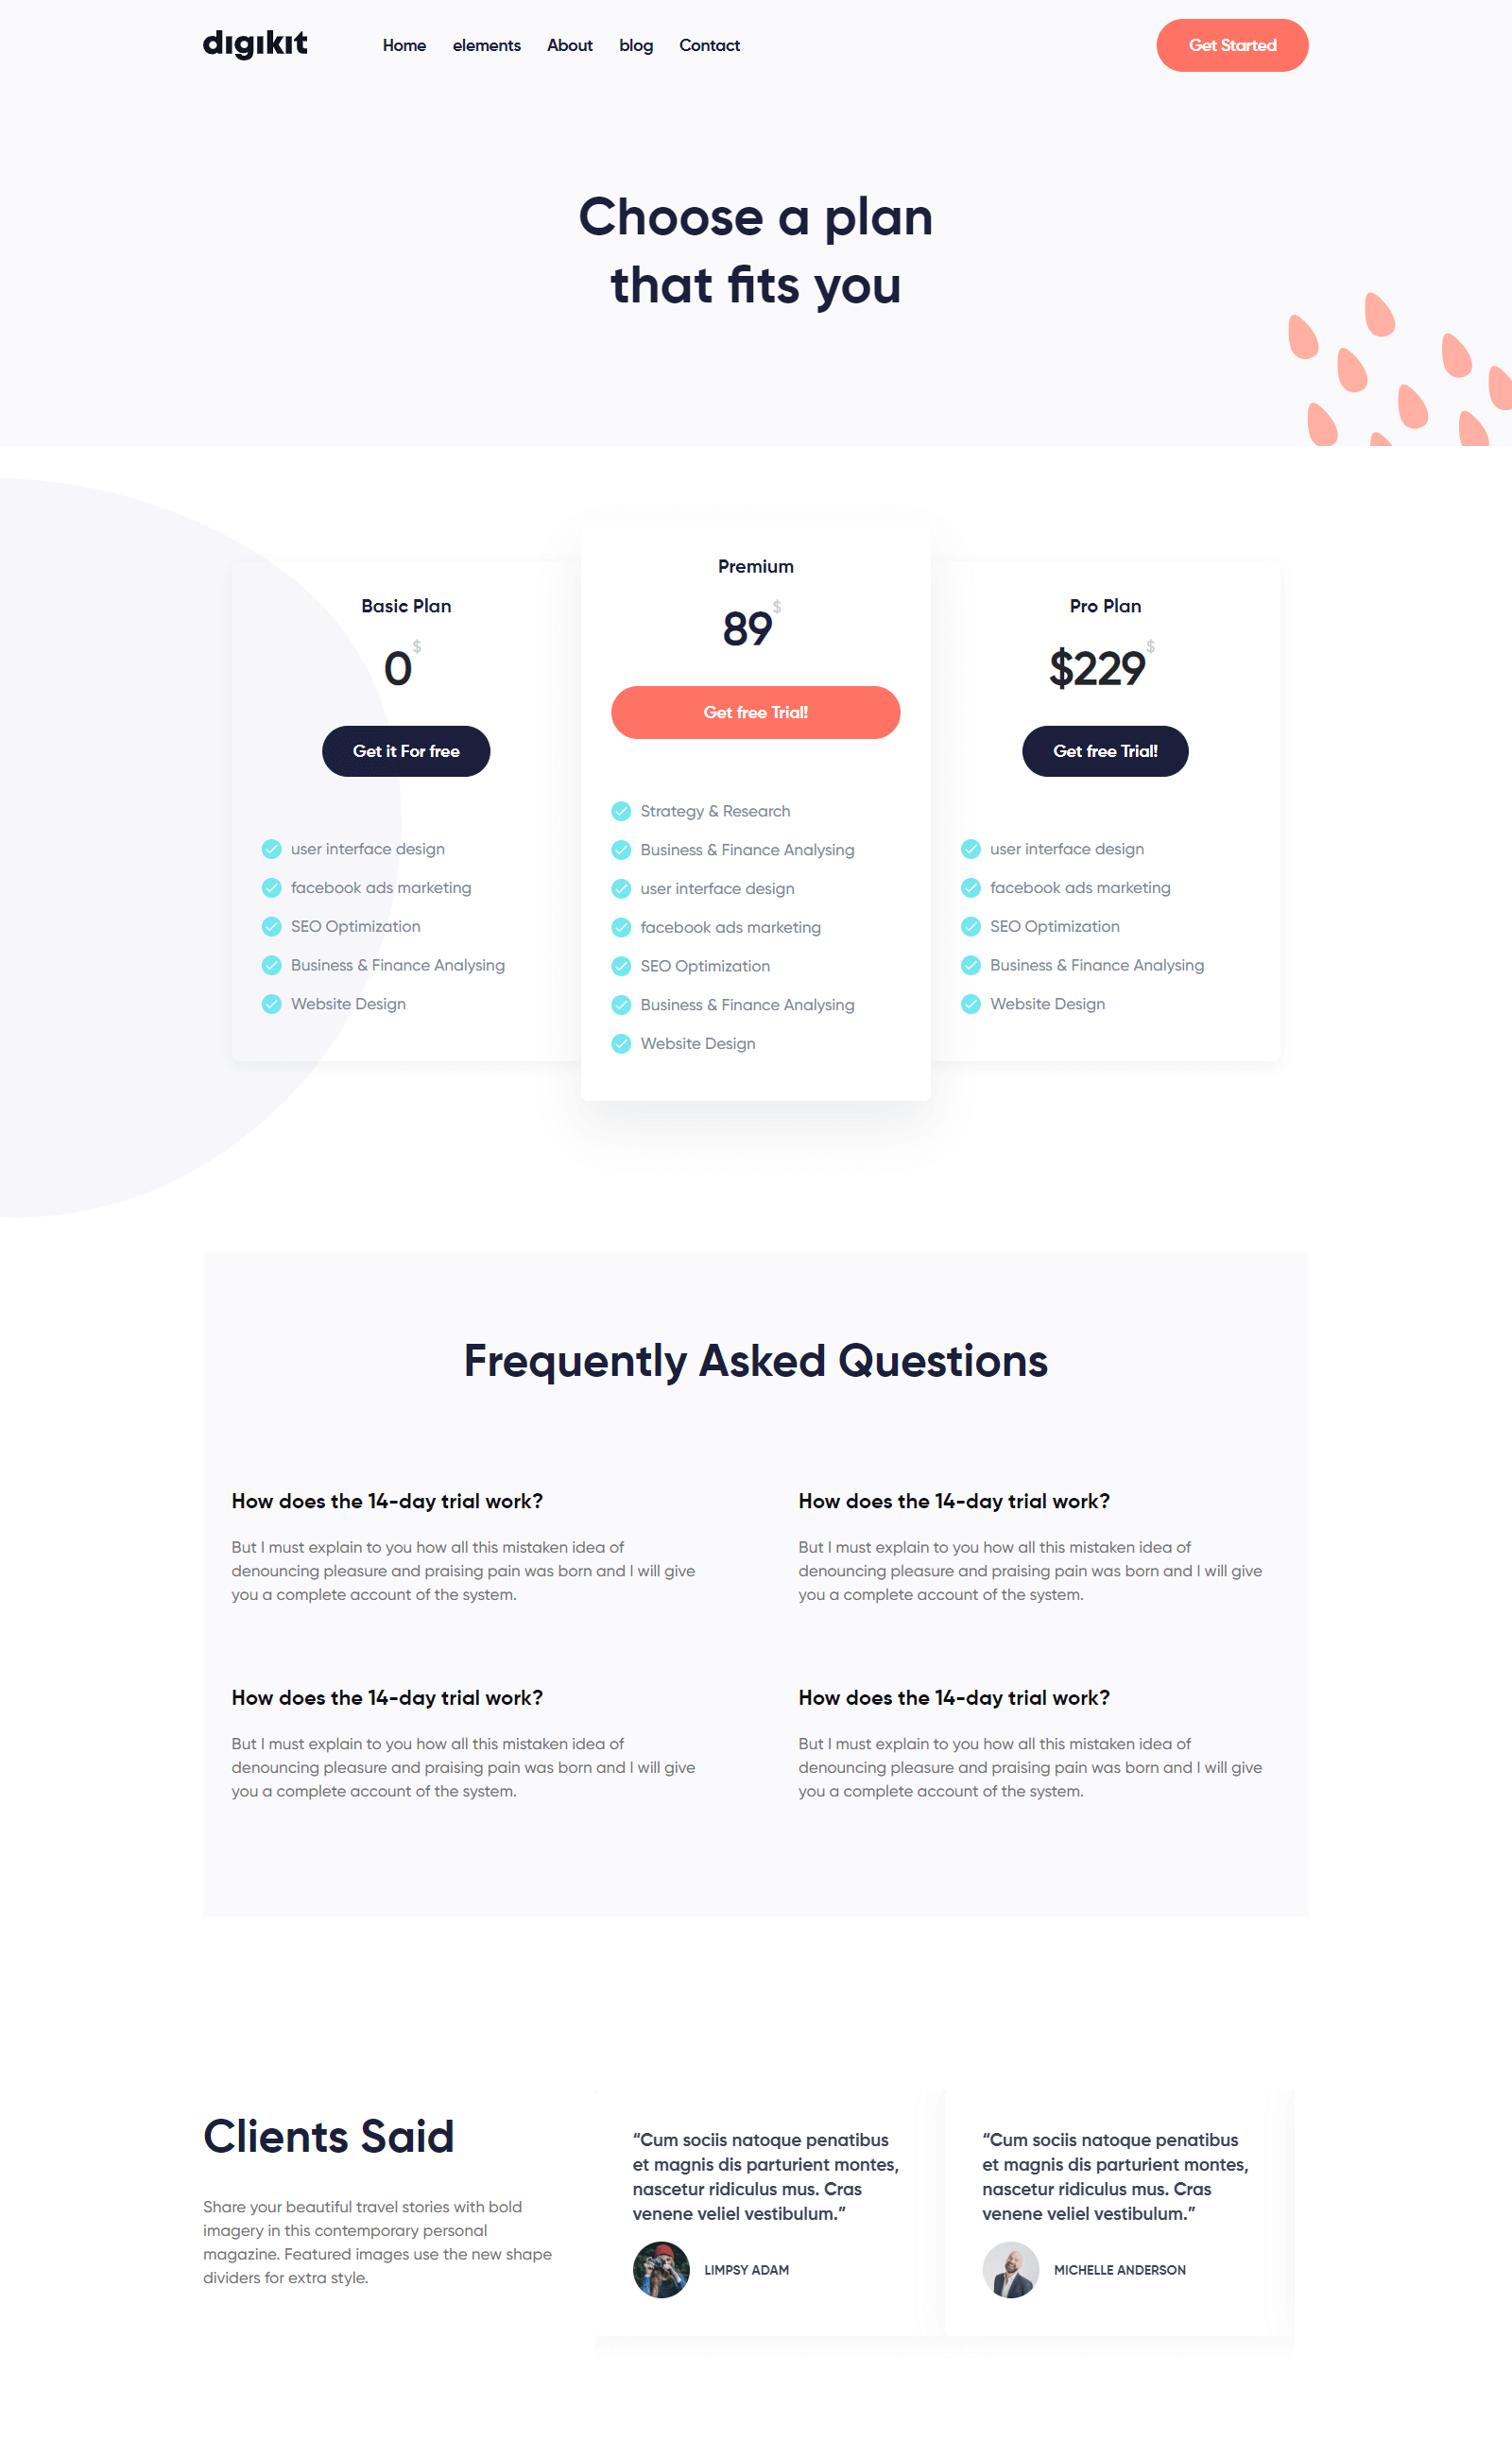 digikit
Home elements About blog Contact
Get Started
Choose a plan
that fits you
Basic Plan
0$
Get it For free
user interface design
facebook ads marketing
SEO Optimization
Business & Finance Analysing
Website Design
Premium
89$
Get free Trial!
Strategy & Research
Business & Finance Analysing
user interface design
facebook ads marketing
SEO Optimization
Business & Finance Analysing
Website Design
Pro Plan
$229$
Get free Trial!
user interface design
facebook ads marketing
SEO Optimization
Business & Finance Analysing
Website Design
Frequently Asked Questions
How does the 14-day trial work?
But I must explain to you how all this mistaken idea of
denouncing pleasure and praising pain was born and I will give
you a complete account of the system.
How does the 14-day trial work?
But I must explain to you how all this mistaken idea of
denouncing pleasure and praising pain was born and I will give
you a complete account of the system.
How does the 14-day trial work?
But I must explain to you how all this mistaken idea of
denouncing pleasure and praising pain was born and I will give
you a complete account of the system.
How does the 14-day trial work?
But I must explain to you how all this mistaken idea of
denouncing pleasure and praising pain was born and I will give
you a complete account of the system.
Clients Said
Share your beautiful travel stories with bold
imagery in this contemporary personal
magazine. Featured images use the new shape
dividers for extra style.
“Cum sociis natoque penatibus
et magnis dis parturient montes,
nascetur ridiculus mus. Cras
venene veliel vestibulum.”
LIMPSY ADAM
“Cum sociis natoque penatibus
et magnis dis parturient montes,
nascetur ridiculus mus. Cras
venene veliel vestibulum.”
MICHELLE ANDERSON